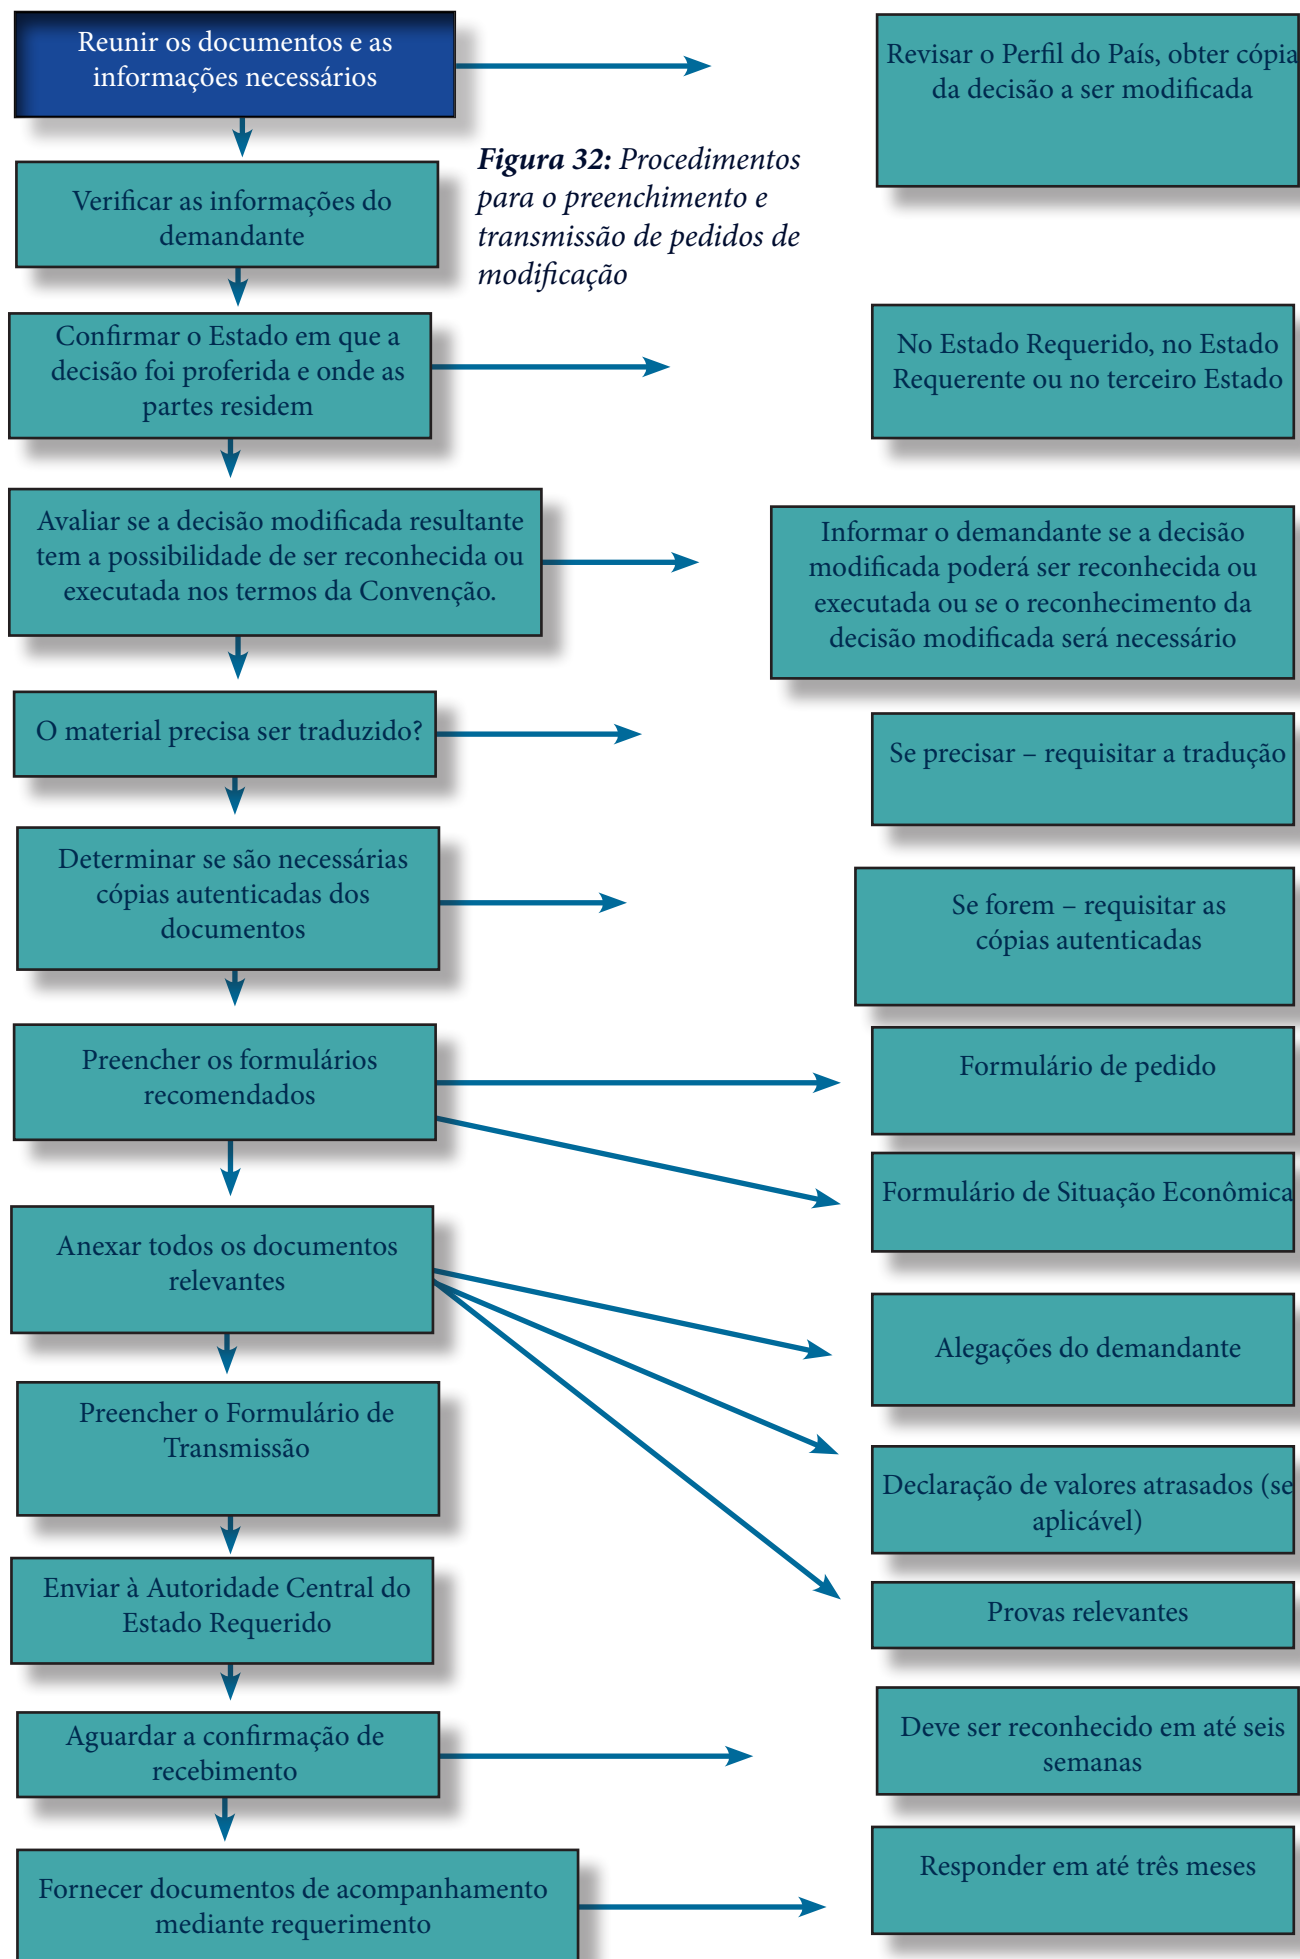 Reunir os documentos e as
informações necessários
Revisar o Perfil do País, obter cópia
da decisão a ser modificada
Figura 32: Procedimentos
para o preenchimento e
transmissão de pedidos de
modificação
Verificar as informações do
demandante
Confirmar o Estado em que a
decisão foi proferida e onde as
partes residem
No Estado Requerido, no Estado
Requerente ou no terceiro Estado
Avaliar se a decisão modificada resultante
tem a possibilidade de ser reconhecida ou
executada nos termos da Convenção.
Informar o demandante se a decisão
modificada poderá ser reconhecida ou
executada ou se o reconhecimento da
decisão modificada será necessário
O material precisa ser traduzido?
Se precisar – requisitar a tradução
Determinar se são necessárias
cópias autenticadas dos
documentos
Se forem – requisitar as
cópias autenticadas
Preencher os formulários
recomendados
Formulário de pedido
Formulário de Situação Econômica
Anexar todos os documentos
relevantes
Alegações do demandante
Declaração de valores atrasados (se
aplicável)
Provas relevantes
Preencher o Formulário de
Transmissão
Enviar à Autoridade Central do
Estado Requerido
Aguardar a confirmação de
recebimento
Deve ser reconhecido em até seis
semanas
Fornecer documentos de acompanhamento
mediante requerimento
Responder em até três meses